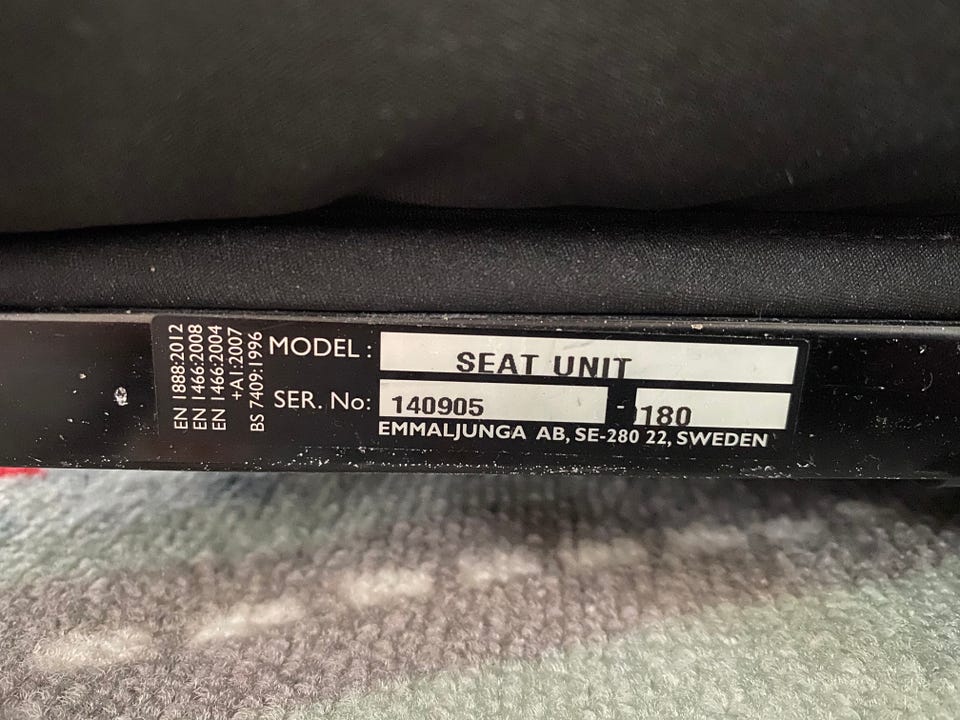 EN 1888:2012
EN 1466:2008
EN 1466:2004
+A1:2007
BS 7409:1996
MODEL: SEAT UNIT
SER. No: 140905 - 180
EMMALJUNGA AB, SE-280 22, SWEDEN